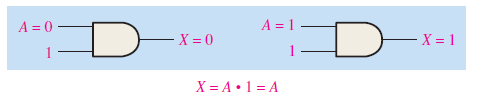 A = 0
1
X = 0
A = 1
1
X = 1
X = A • 1 = A